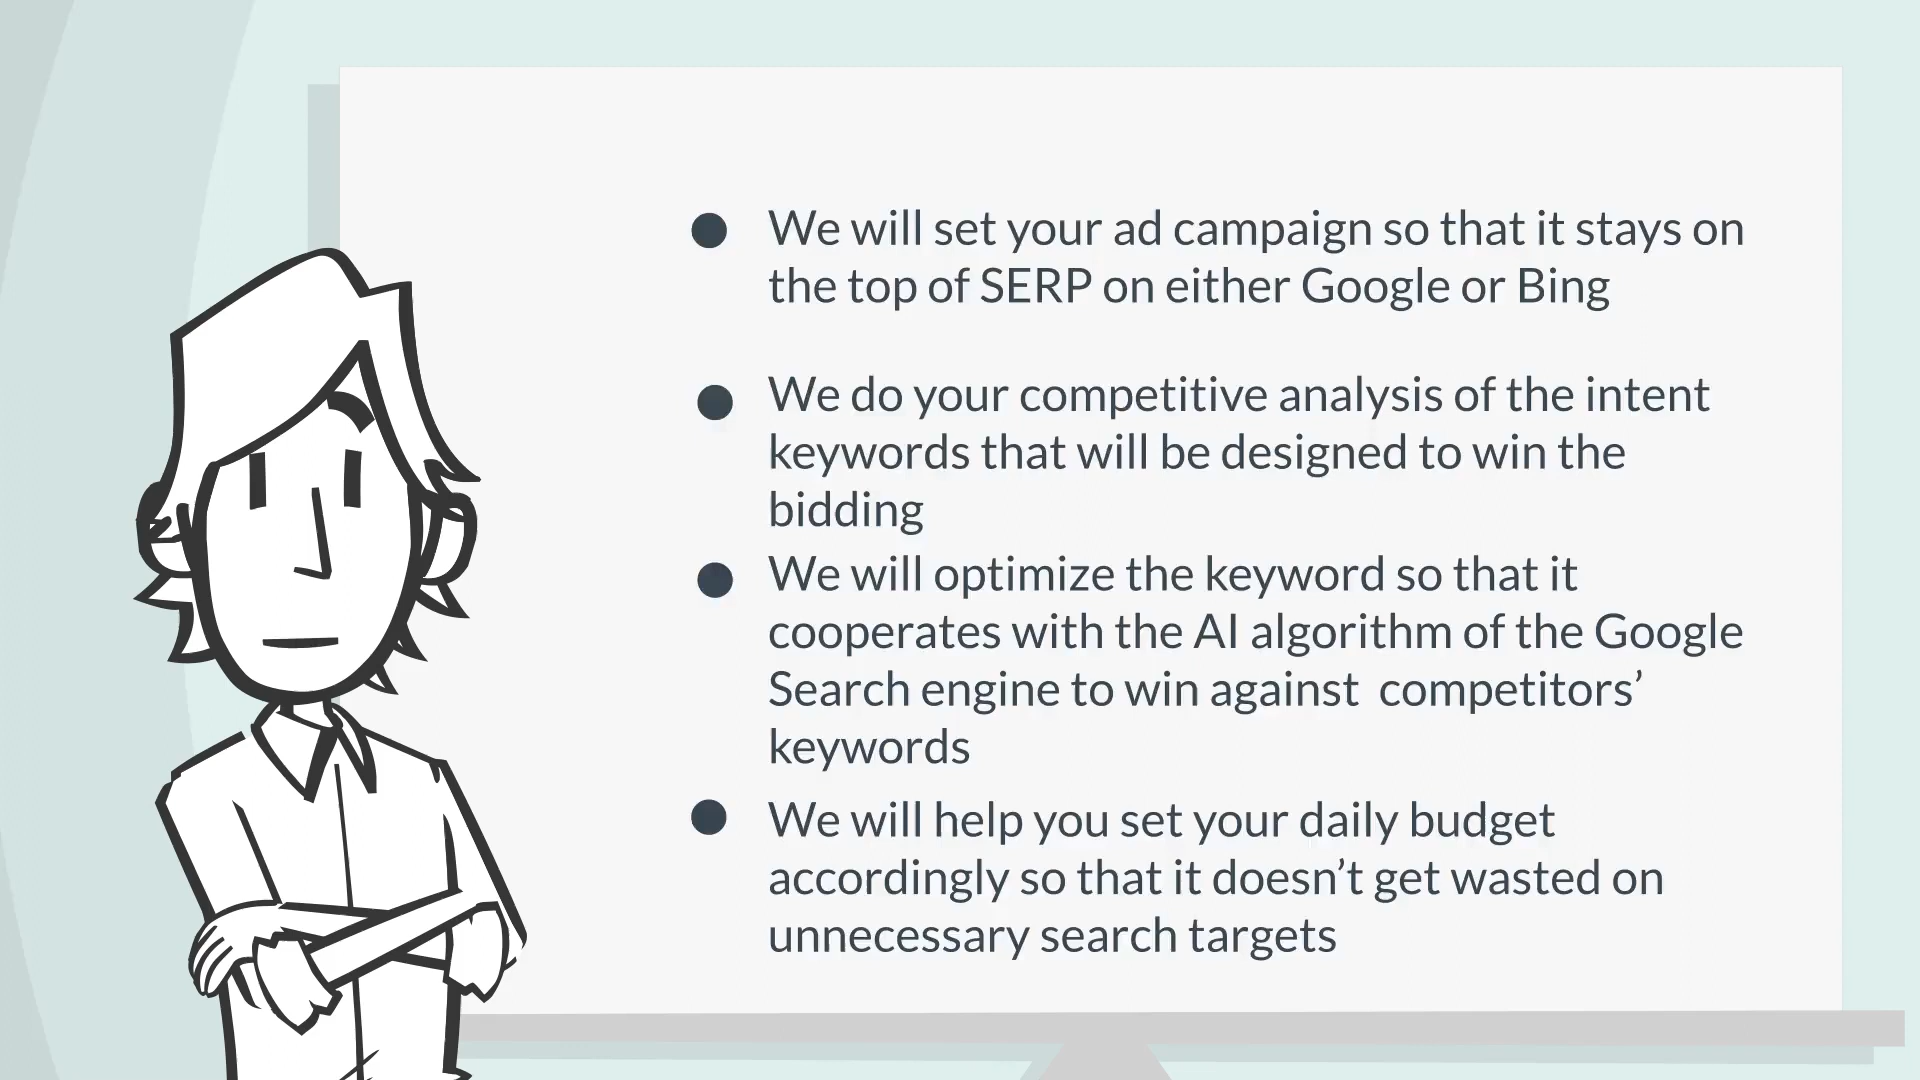 We will set your ad campaign so that it stays on
the top of SERP on either Google or Bing
We do your competitive analysis of the intent
keywords that will be designed to win the
bidding
We will optimize the keyword so that it
cooperates with the AI algorithm of the Google
Search engine to win against  competitors’
keywords
We will help you set your daily budget
accordingly so that it doesn’t get wasted on
unnecessary search targets